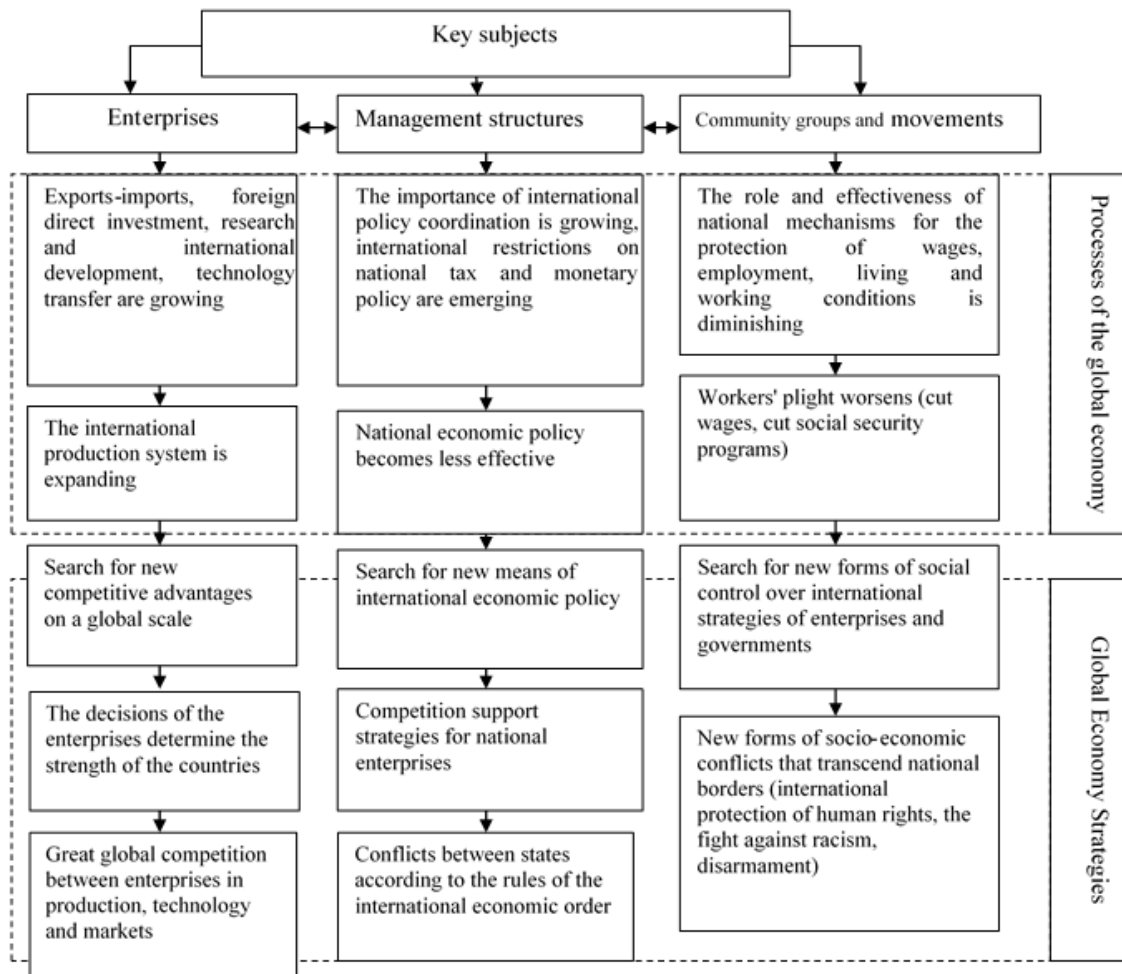 Key subjects
Enterprises
Management structures
Community groups and movements
Exports-imports, foreign
direct investment, research
and international
development, technology
transfer are growing
The importance of international
policy coordination is growing,
international restrictions on
national tax and monetary
policy are emerging
The role and effectiveness of
national mechanisms for the
protection of wages,
employment, living and
working conditions is
diminishing
Workers' plight worsens (cut
wages, cut social security
programs)
The international
production system is
expanding
National economic policy
becomes less effective
Processes of the global economy
Search for new
competitive advantages
on a global scale
Search for new means of
international economic policy
Search for new forms of social
control over international
strategies of enterprises and
governments
The decisions of the
enterprises determine the
strength of the countries
Competition support
strategies for national
enterprises
New forms of socio-economic
conflicts that transcend national
borders (international
protection of human rights, the
fight against racism,
disarmament)
Great global competition
between enterprises in
production, technology
and markets
Conflicts between states
according to the rules of the
international economic order
Global Economy Strategies